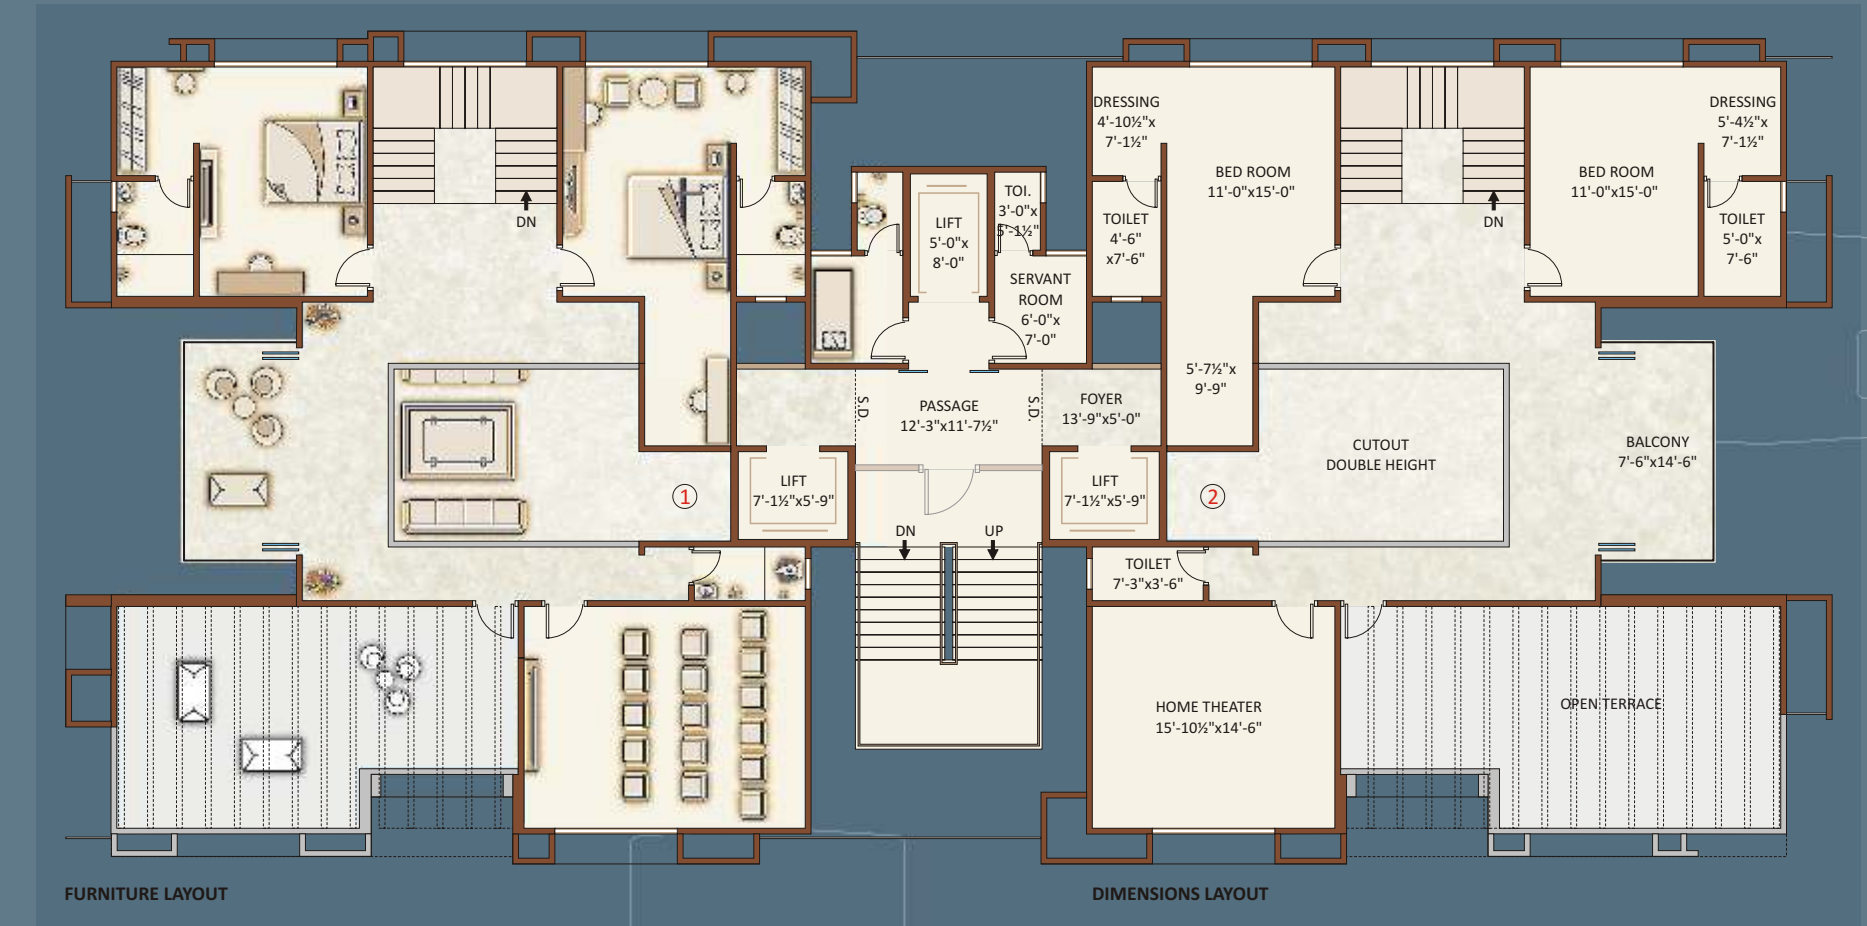 DRESSING
4'-10½"x
7'-1½"
BED ROOM
11'-0"x15'-0"
BED ROOM
11'-0"x15'-0"
DRESSING
5'-4½"x
7'-1½"
DN
LIFT
5'-0"x
8'-0"
TOI.
3'-0"x
5'-1½"
TOILET
4'-6"
x7'-6"
DN
TOILET
5'-0"x
7'-6"
SERVANT
ROOM
6'-0"x
7'-0"
S.D.
PASSAGE
12'-3"x11'-7½"
S.D.
FOYER
13'-9"x5'-0"
5'-7½"x
9'-9"
CUTOUT
DOUBLE HEIGHT
BALCONY
7'-6"x14'-6"
1
LIFT
7'-1½"x5'-9"
LIFT
7'-1½"x5'-9"
2
DN
UP
TOILET
7'-3"x3'-6"
HOME THEATER
15'-10½"x14'-6"
OPEN TERRACE
FURNITURE LAYOUT
DIMENSIONS LAYOUT